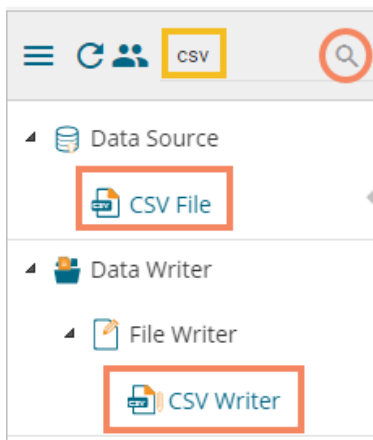 csv
Data Source
CSV File
Data Writer
File Writer
CSV Writer